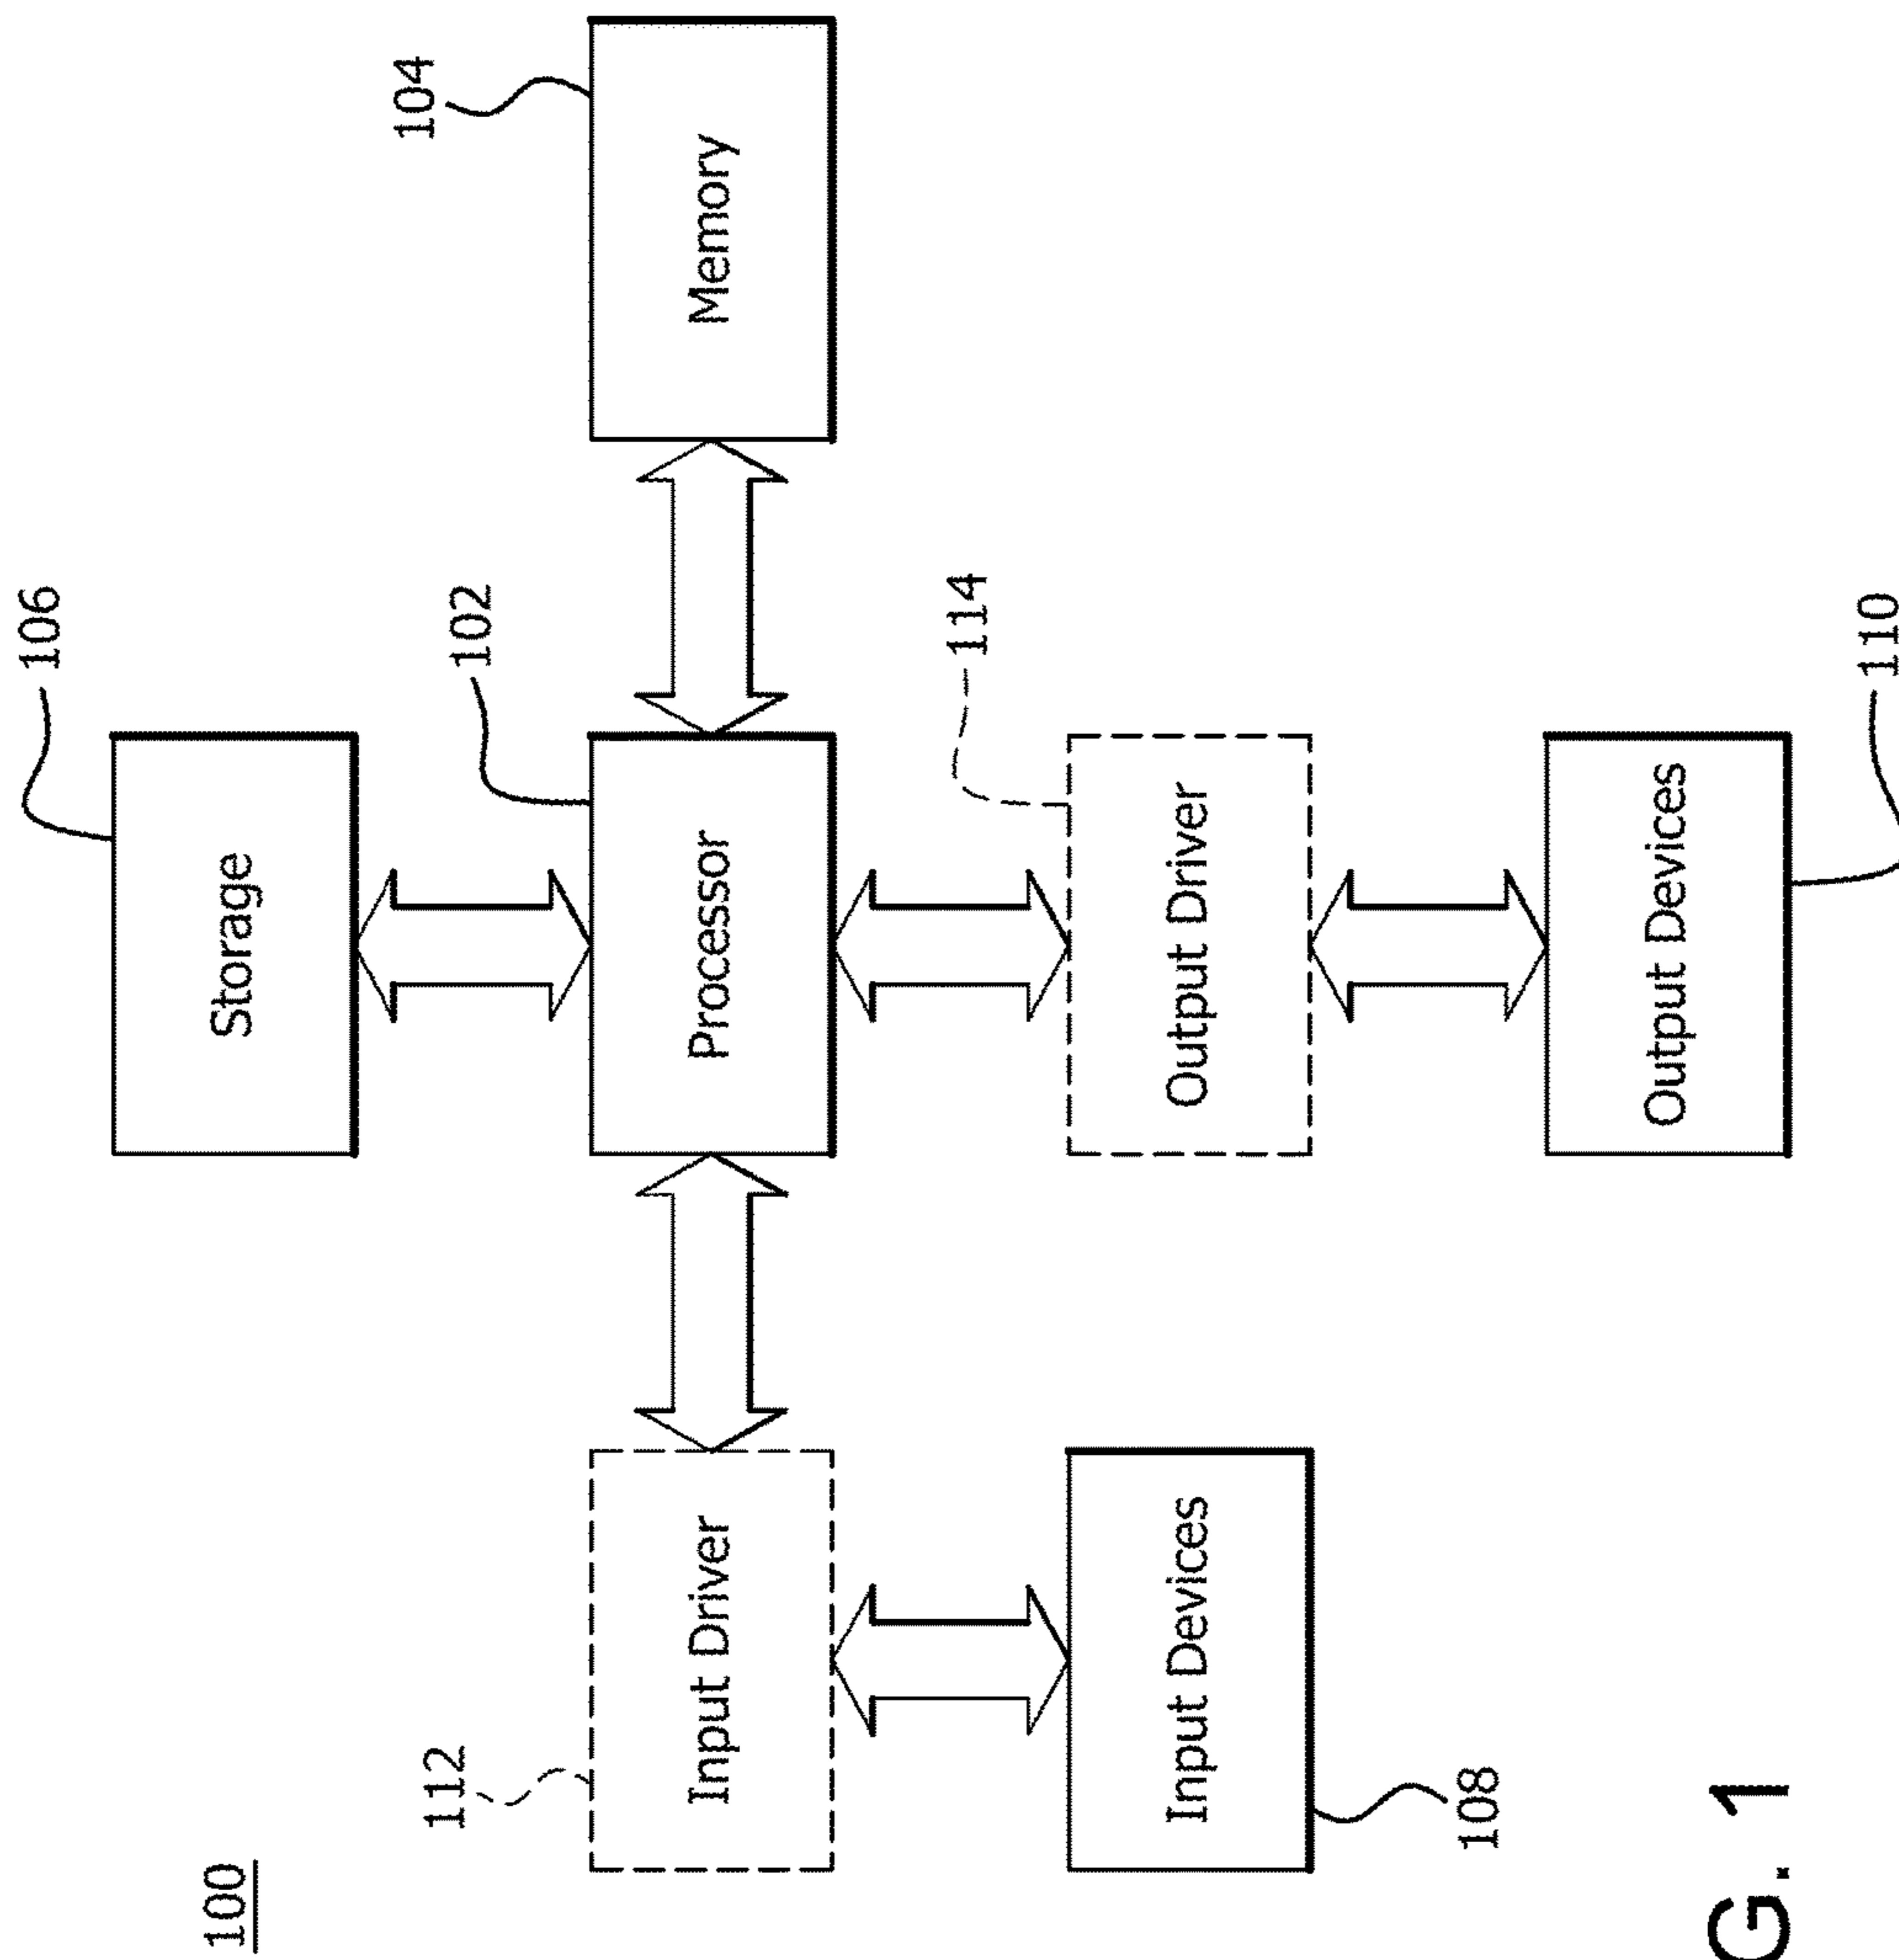 100
106
Storage
102
Processor
104
Memory
112
Input Driver
114
Output Driver
108
Input Devices
110
Output Devices
G. 1